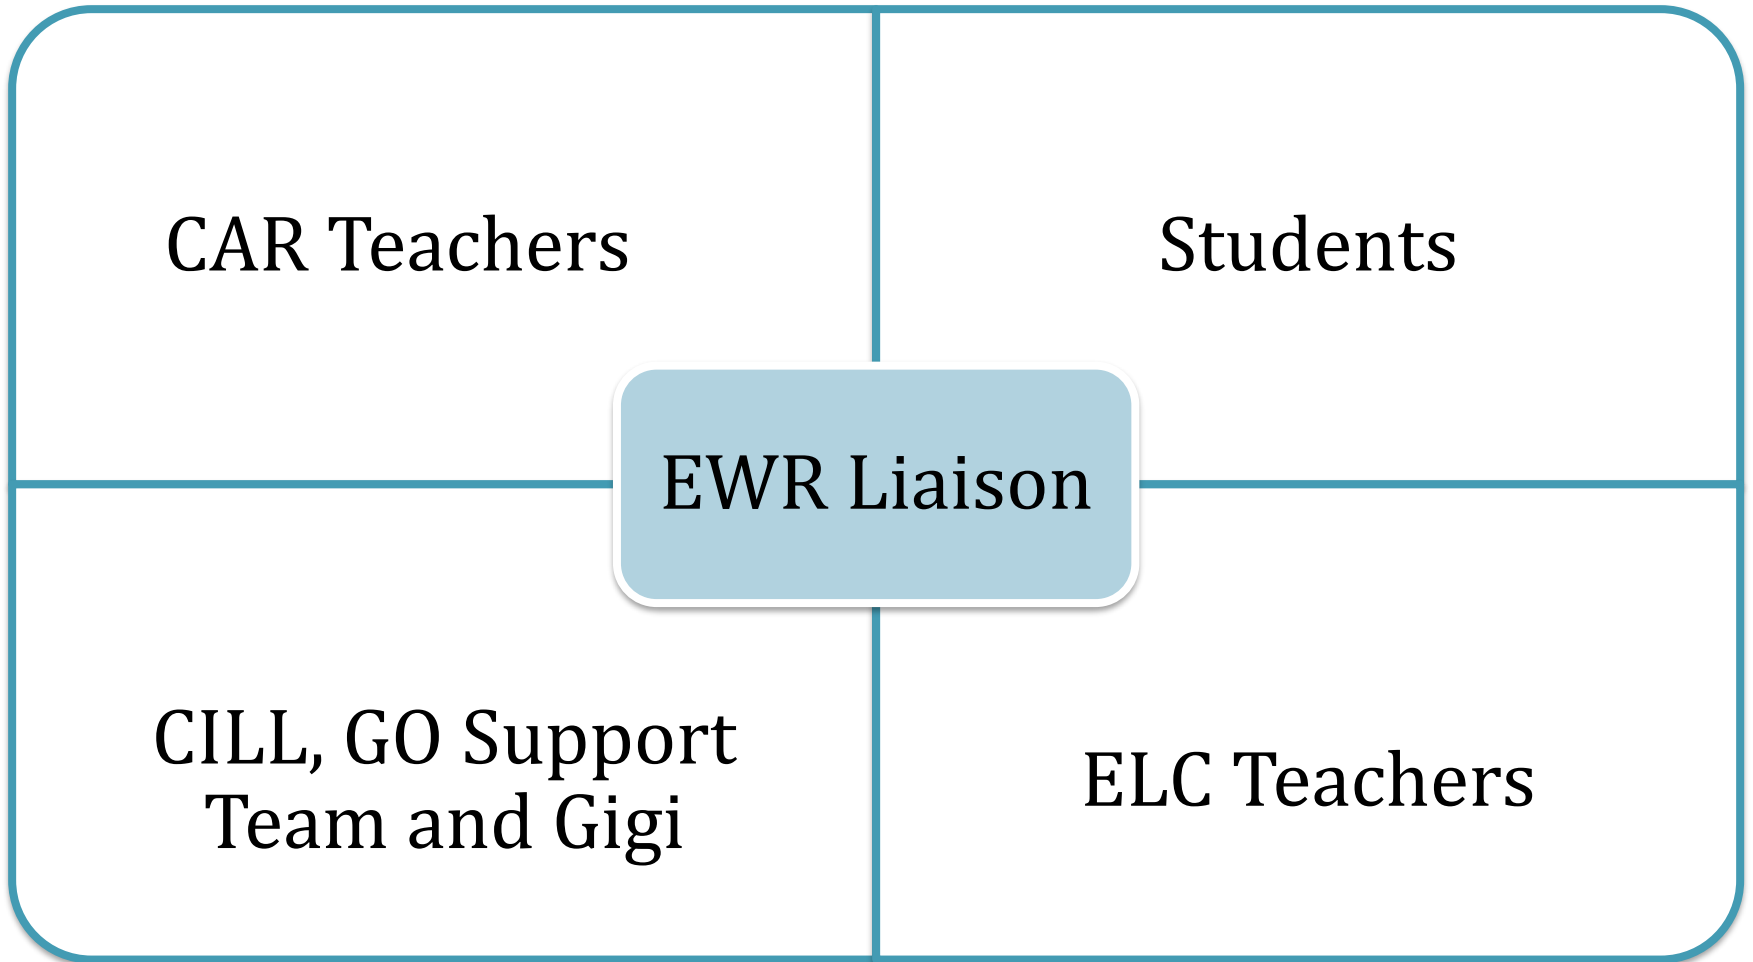 CAR Teachers
Students
EWR Liaison
CILL, GO Support
Team and Gigi
ELC Teachers